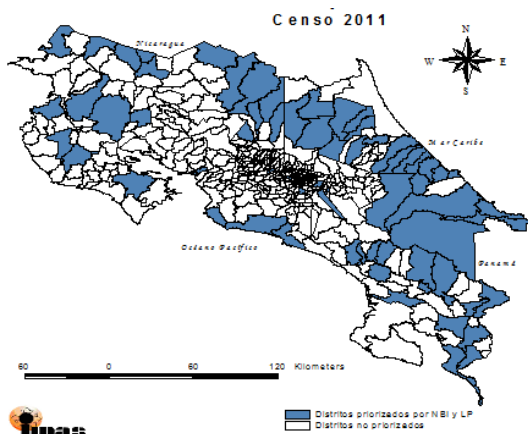 Censo 2011
Nicaragua
N
W E
S
Mar Caribe
Océano Pacífico
Panamá
60 0 60 120 Kilometers
Distritos priorizados por NBI y LP
Distritos no priorizados
imas